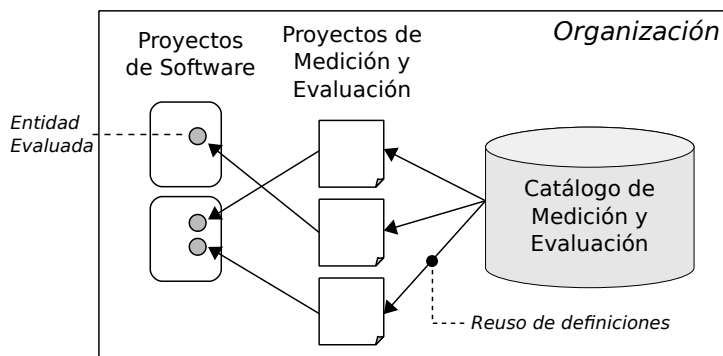 Organización
Proyectos
de Software
Proyectos de
Medición y
Evaluación
Entidad
Evaluada
Catálogo de
Medición y
Evaluación
Reuso de definiciones